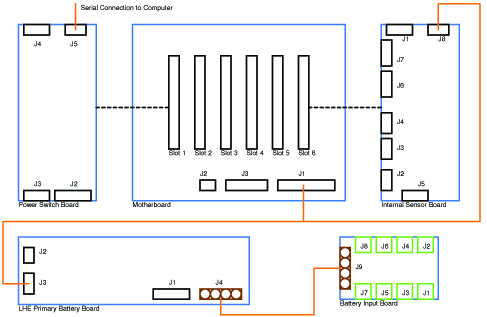 Serial Connection to Computer
J4
J5
J3
J2
Power Switch Board
Slot 1
Slot 2
Slot 3
Slot 4
Slot 5
Slot 6
J2
J3
J1
Motherboard
J1
J8
J7
J6
J4
J3
J2
J5
Internal Sensor Board
J2
J3
J1
J4
LHE Primary Battery Board
J8
J6
J4
J2
J9
J7
J5
J3
J1
Battery Input Board